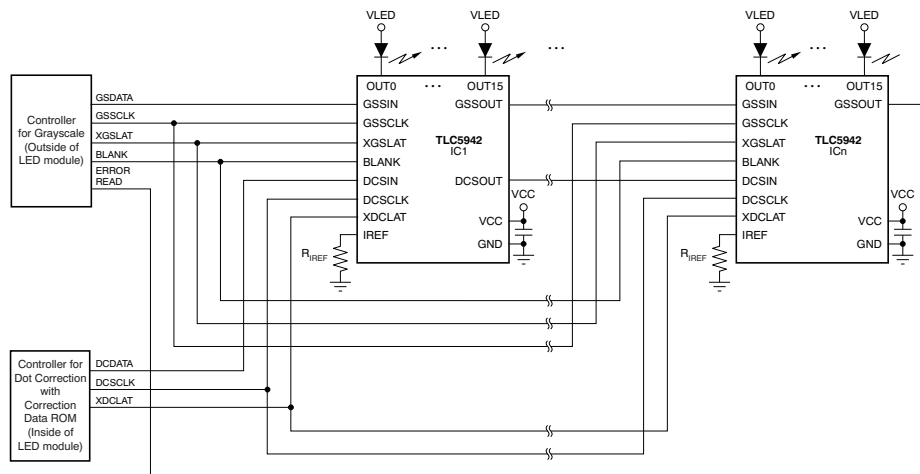 VLED
VLED
VLED
VLED
...
...
...
OUT0
...
OUT15
OUT0
...
OUT15
Controller
for Grayscale
(Outside of
LED module)
GSDATA
GSSCLK
XGSLAT
BLANK
ERROR
READ
GSSIN
GSSCLK
XGSLAT
BLANK
DCSIN
DCSCLK
XDCLAT
IREF
TLC5942
IC1
GSSOUT
DCSOUT
VCC
VCC
GND
RIREF
GSSIN
GSSCLK
XGSLAT
BLANK
DCSIN
DCSCLK
XDCLAT
IREF
TLC5942
ICn
GSSOUT
VCC
VCC
GND
RIREF
Controller for
Dot Correction
with
Correction
Data ROM
(Inside of
LED module)
DCDATA
DCSCLK
XDCLAT